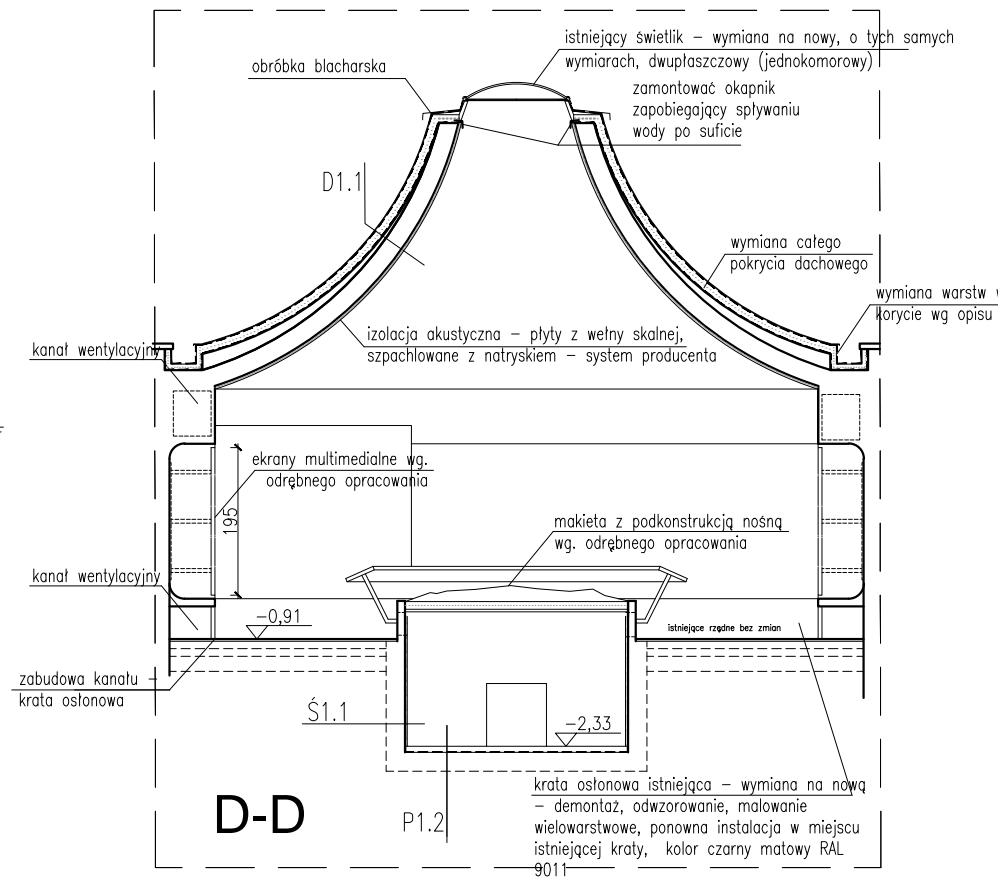 istniejący świetlik – wymiana na nowy, o tych samych
wymiarach, dwupłaszczowy (jednokomorowy)
obróbka blacharska
zamontować okapnik
zapobiegający spływaniu
wody po suficie
D1.1
wymiana całego
pokrycia dachowego
wymiana warstw
korycie wg opisu
izolacja akustyczna – płyty z wełny skalnej,
szpachlowane z natryskiem – system producenta
kanał wentylacyjny
ekrany multimedialne wg.
odrębnego opracowania
195
makieta z podkonstrukcją nośną
wg. odrębnego opracowania
kanał wentylacyjny
-0,91
istniejące rzędne bez zmian
zabudowa kanału –
krata osłonowa
Ś1.1
-2,33
P1.2
D-D
krata osłonowa istniejąca – wymiana na nową
– demontaż, odwzorowanie, malowanie
wielowarstwowe, ponowna instalacja w miejscu
istniejącej kraty, kolor czarny matowy RAL
9011